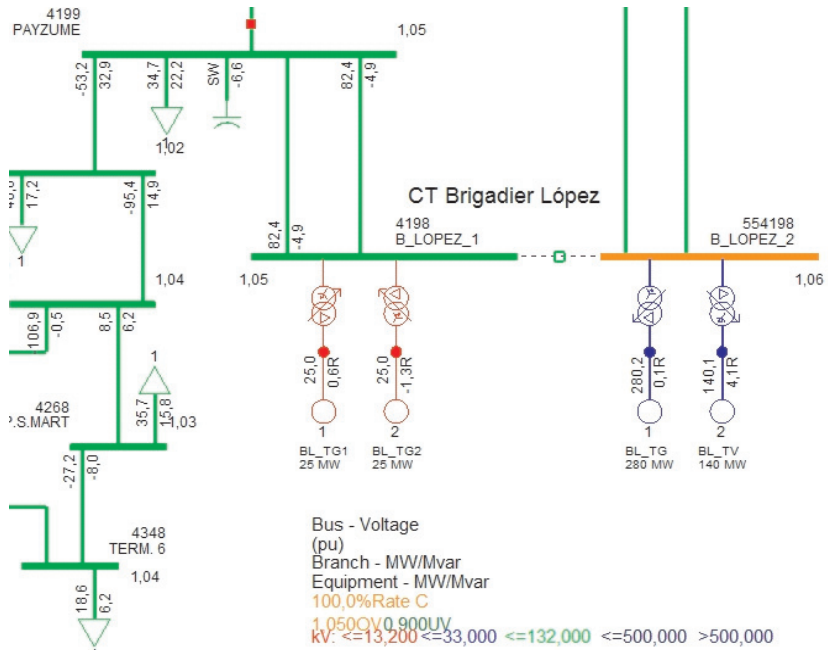 4199
PAYZUME
1,05
-53,2
32,9
34,7
22,2
1
SW
-6,6
82,4
-4,9
1,02
17,2
1
-95,4
14,9
82,4
-4,9
CT Brigadier López
4198
B_LOPEZ_1
554198
B_LOPEZ_2
1,05
1,06
1,04
106,9
-0,5
8,5
6,2
25,0
0,6R
25,0
-1,3R
280,2
0,1R
140,1
4,1R
1
2
1
2
BL_TG1
25 MW
BL_TG2
25 MW
BL_TG
280 MW
BL_TV
140 MW
1
4268
P.S.MART
35,7
15,8
1,03
-27,2
-8,0
4348
TERM. 6
1,04
18,6
6,2
1
Bus - Voltage
(pu)
Branch - MW/Mvar
Equipment - MW/Mvar
100,0%Rate C
1,050OV 0,900UV
kV: <=13,200 <=33,000 <=132,000 <=500,000 >500,000